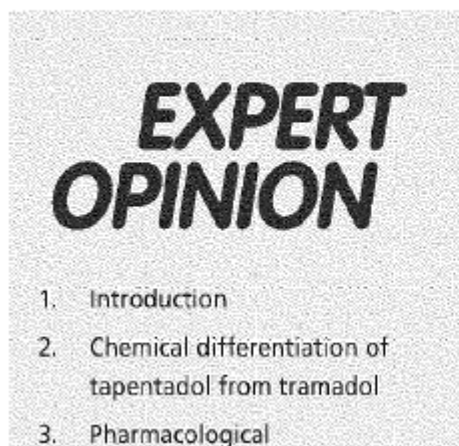 EXPERT
OPINION
1. Introduction
2. Chemical differentiation of
tapentadol from tramadol
3. Pharmacological